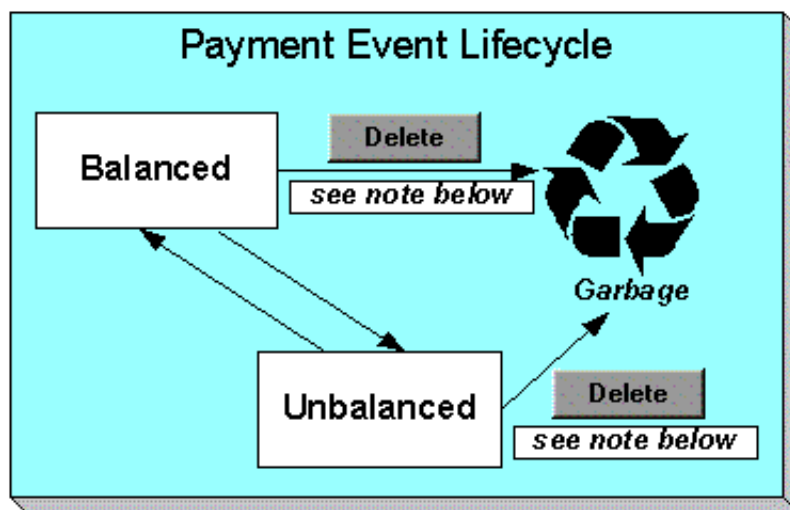 Payment Event Lifecycle
Delete
Balanced
see note below
Garbage
Unbalanced
Delete
see note below